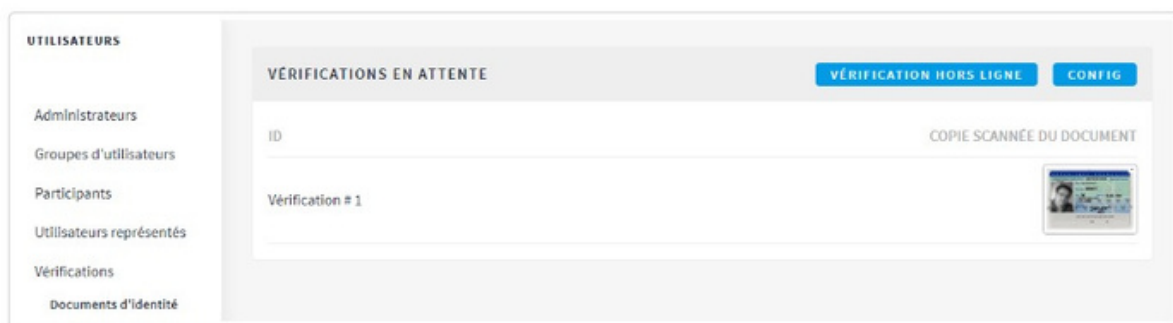 UTILISATEURS
Administrateurs
Groupes d'utilisateurs
Participants
Utilisateurs représentés
Vérifications
Documents d'identité
VÉRIFICATIONS EN ATTENTE
VÉRIFICATION HORS LIGNE
CONFIG
ID
COPIE SCANNÉE DU DOCUMENT
Vérification # 1